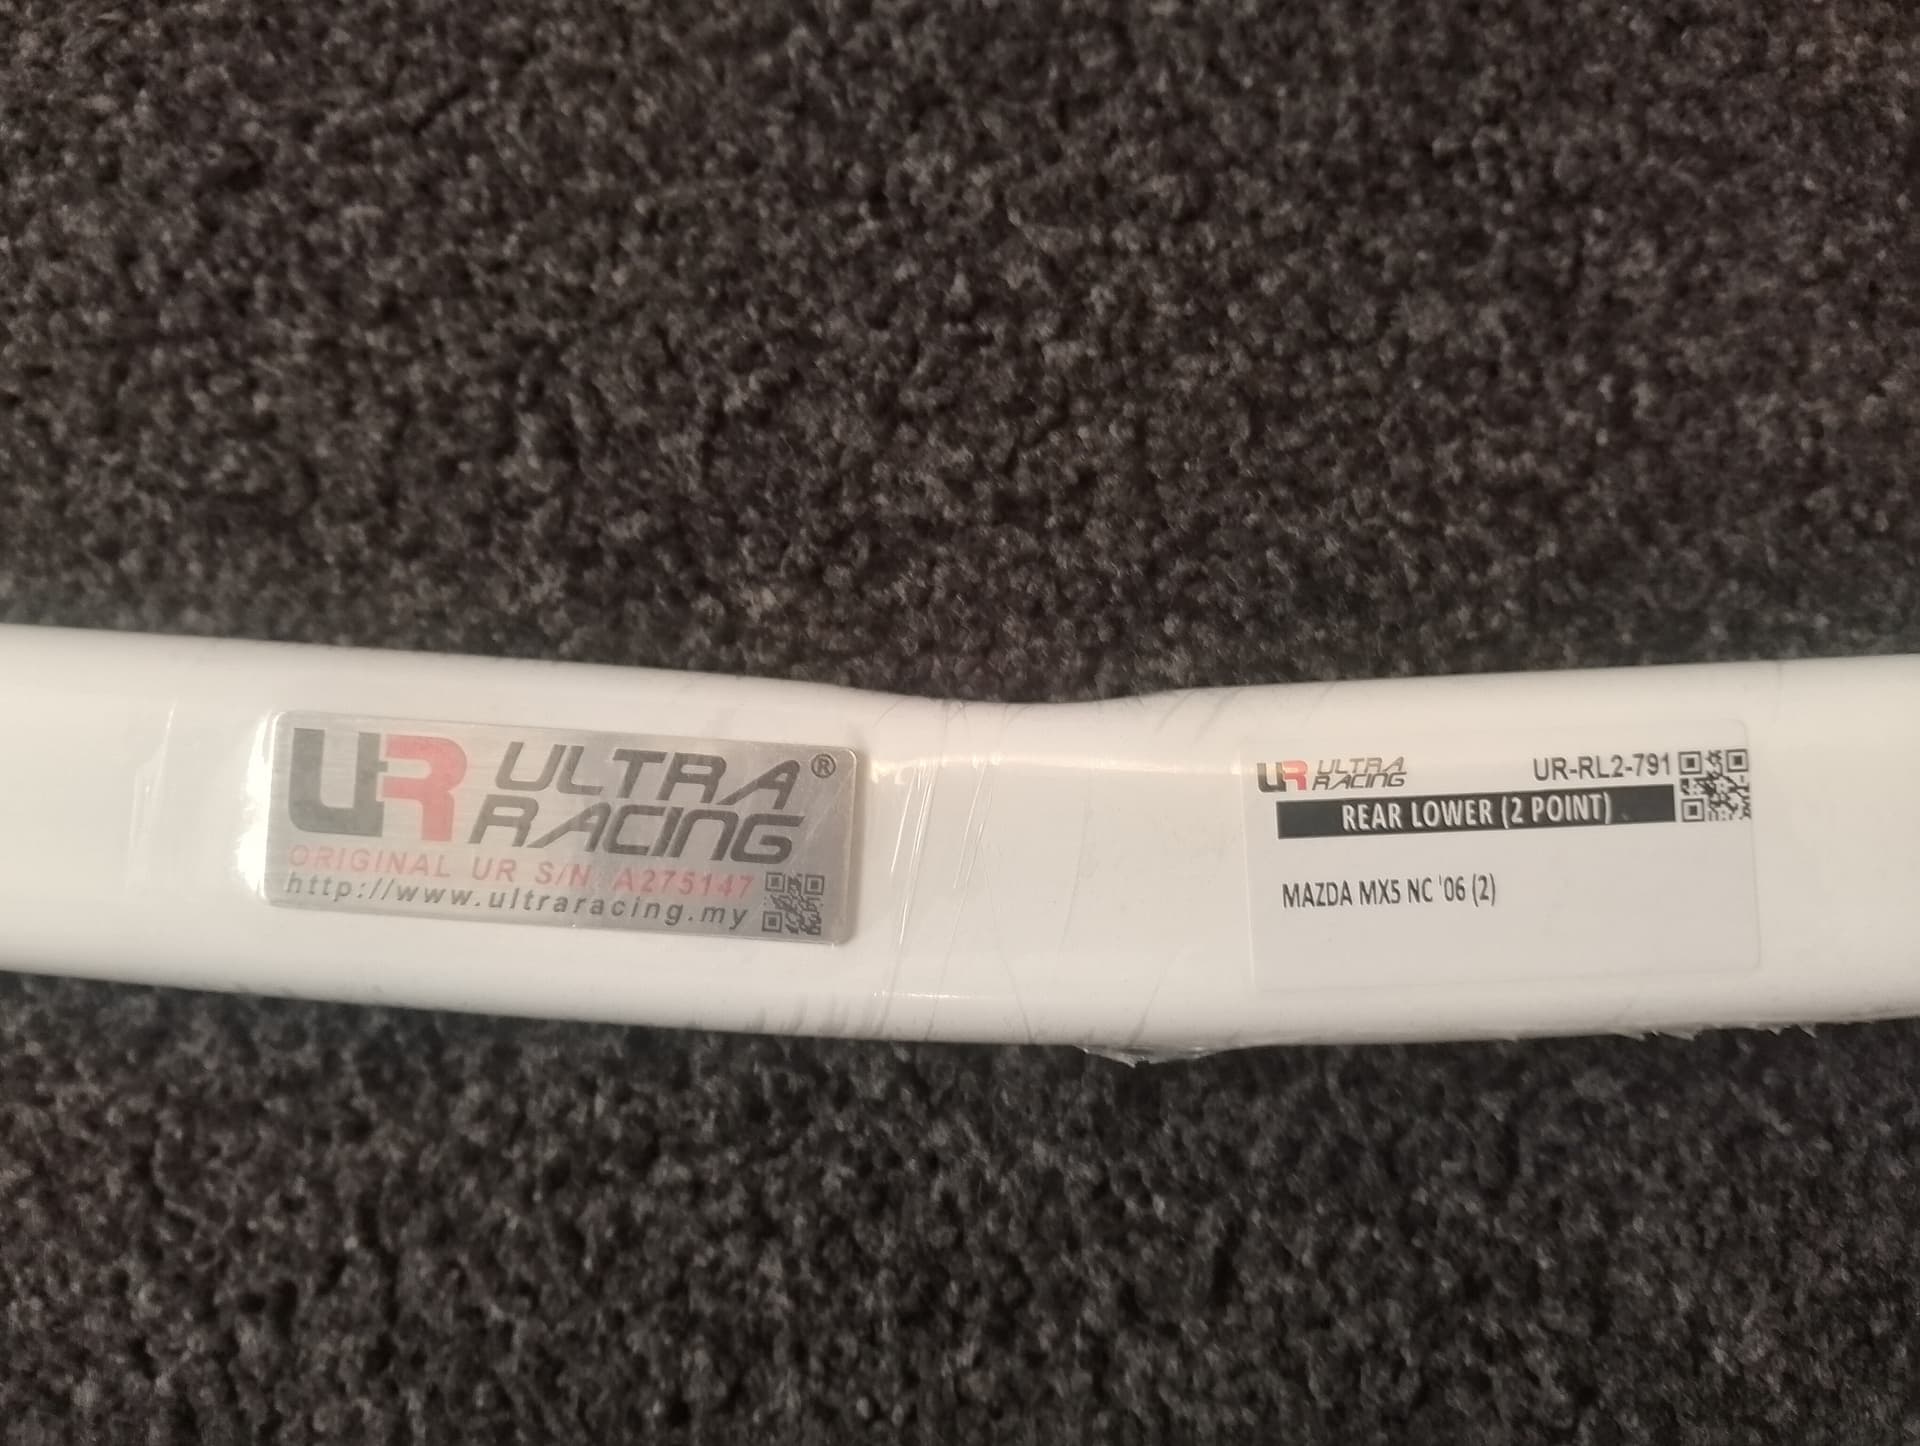 UR ULTRA RACING®
ORIGINAL UR S/N A275147
http://www.ultraracing.my
UR ULTRA RACING UR-RL2-791
REAR LOWER (2 POINT)
MAZDA MX5 NC '06 (2)